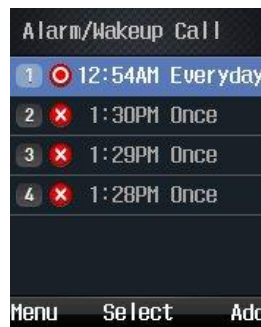 Alarm/Wakeup Call
1 12:54AM Everyday
2 1:30PM Once
3 1:29PM Once
4 1:28PM Once
Menu Select Add